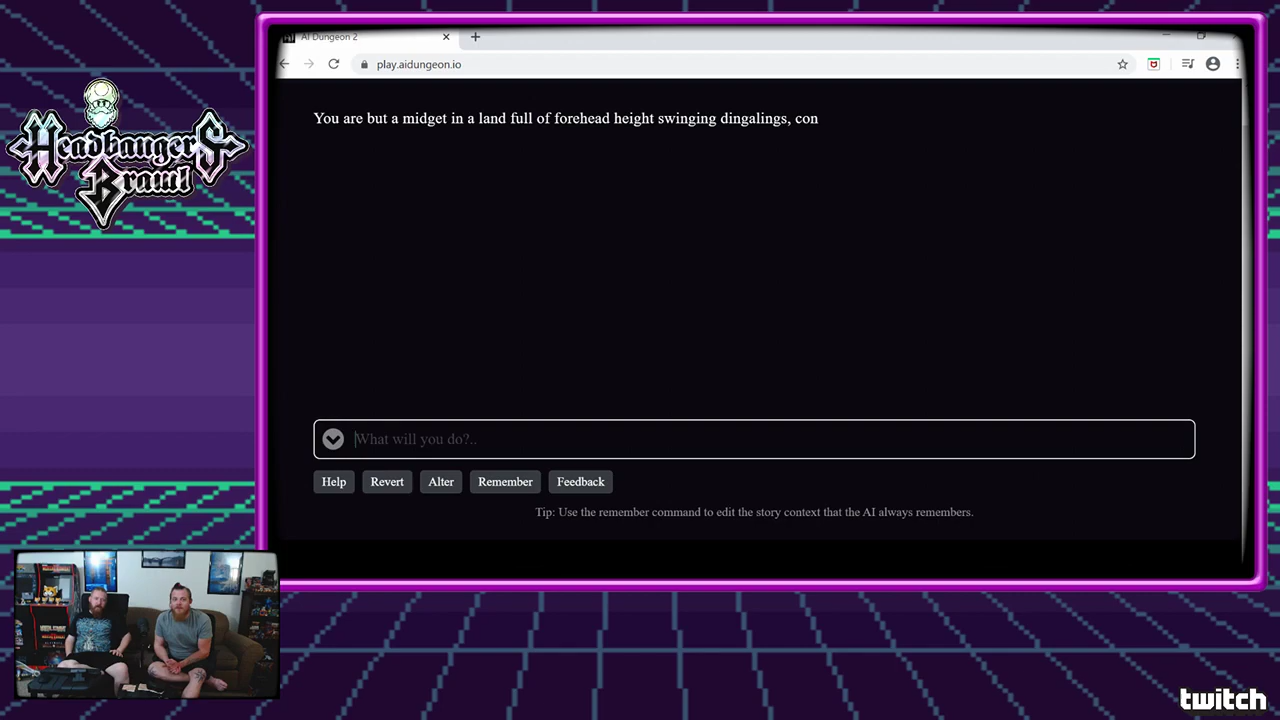 AI Dungeon 2
play.aidungeon.io
HeadbangerS
Brawl
You are but a midget in a land full of forehead height swinging dingalings, con
What will you do?..
Help Revert Alter Remember Feedback
Tip: Use the remember command to edit the story context that the AI always remembers.
twitch